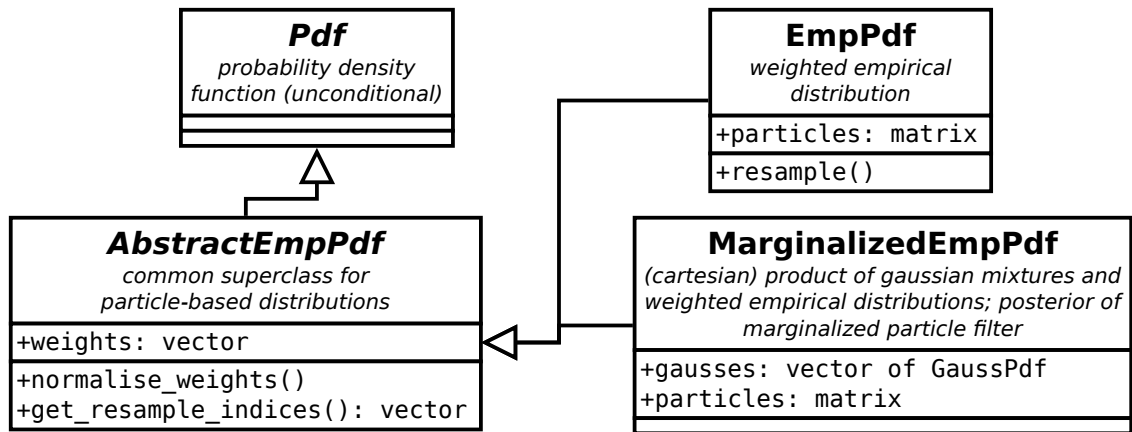 Pdf
probability density
function (unconditional)
EmpPdf
weighted empirical
distribution
+particles: matrix
+resample()
AbstractEmpPdf
common superclass for
particle-based distributions
+weights: vector
+normalise_weights()
+get_resample_indices(): vector
MarginalizedEmpPdf
(cartesian) product of gaussian mixtures and
weighted empirical distributions; posterior of
marginalized particle filter
+gausses: vector of GaussPdf
+particles: matrix